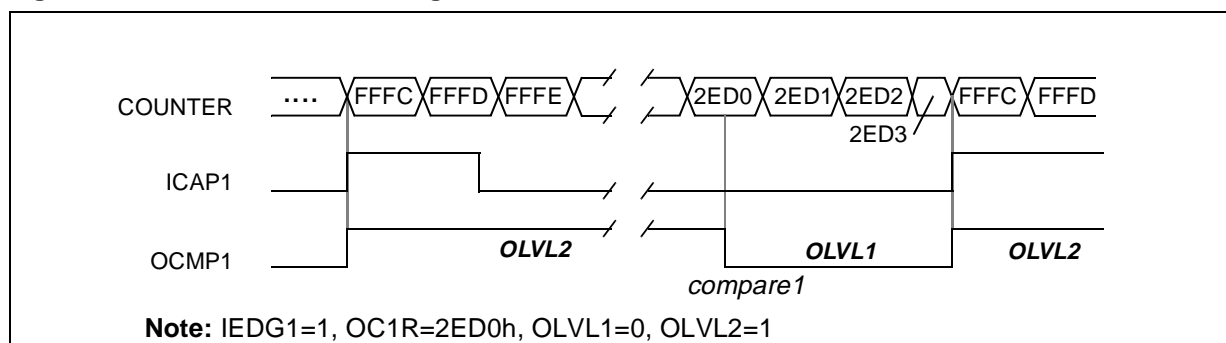 COUNTER .... FFFC FFFD FFFE 2ED0 2ED1 2ED2 FFFC FFFD
2ED3
ICAP1
OLVL2 OLVL1 OLVL2
OCMP1
compare1
Note: IEDG1=1, OC1R=2ED0h, OLVL1=0, OLVL2=1